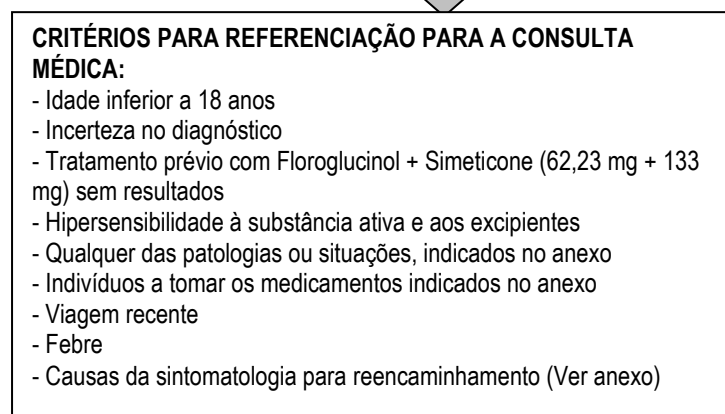 CRITÉRIOS PARA REFERENCIAÇÃO PARA A CONSULTA
MÉDICA:
- Idade inferior a 18 anos
- Incerteza no diagnóstico
- Tratamento prévio com Floroglucinol + Simeticone (62,23 mg + 133
mg) sem resultados
- Hipersensibilidade à substância ativa e aos excipientes
- Qualquer das patologias ou situações, indicados no anexo
- Indivíduos a tomar os medicamentos indicados no anexo
- Viagem recente
- Febre
- Causas da sintomatologia para reencaminhamento (Ver anexo)